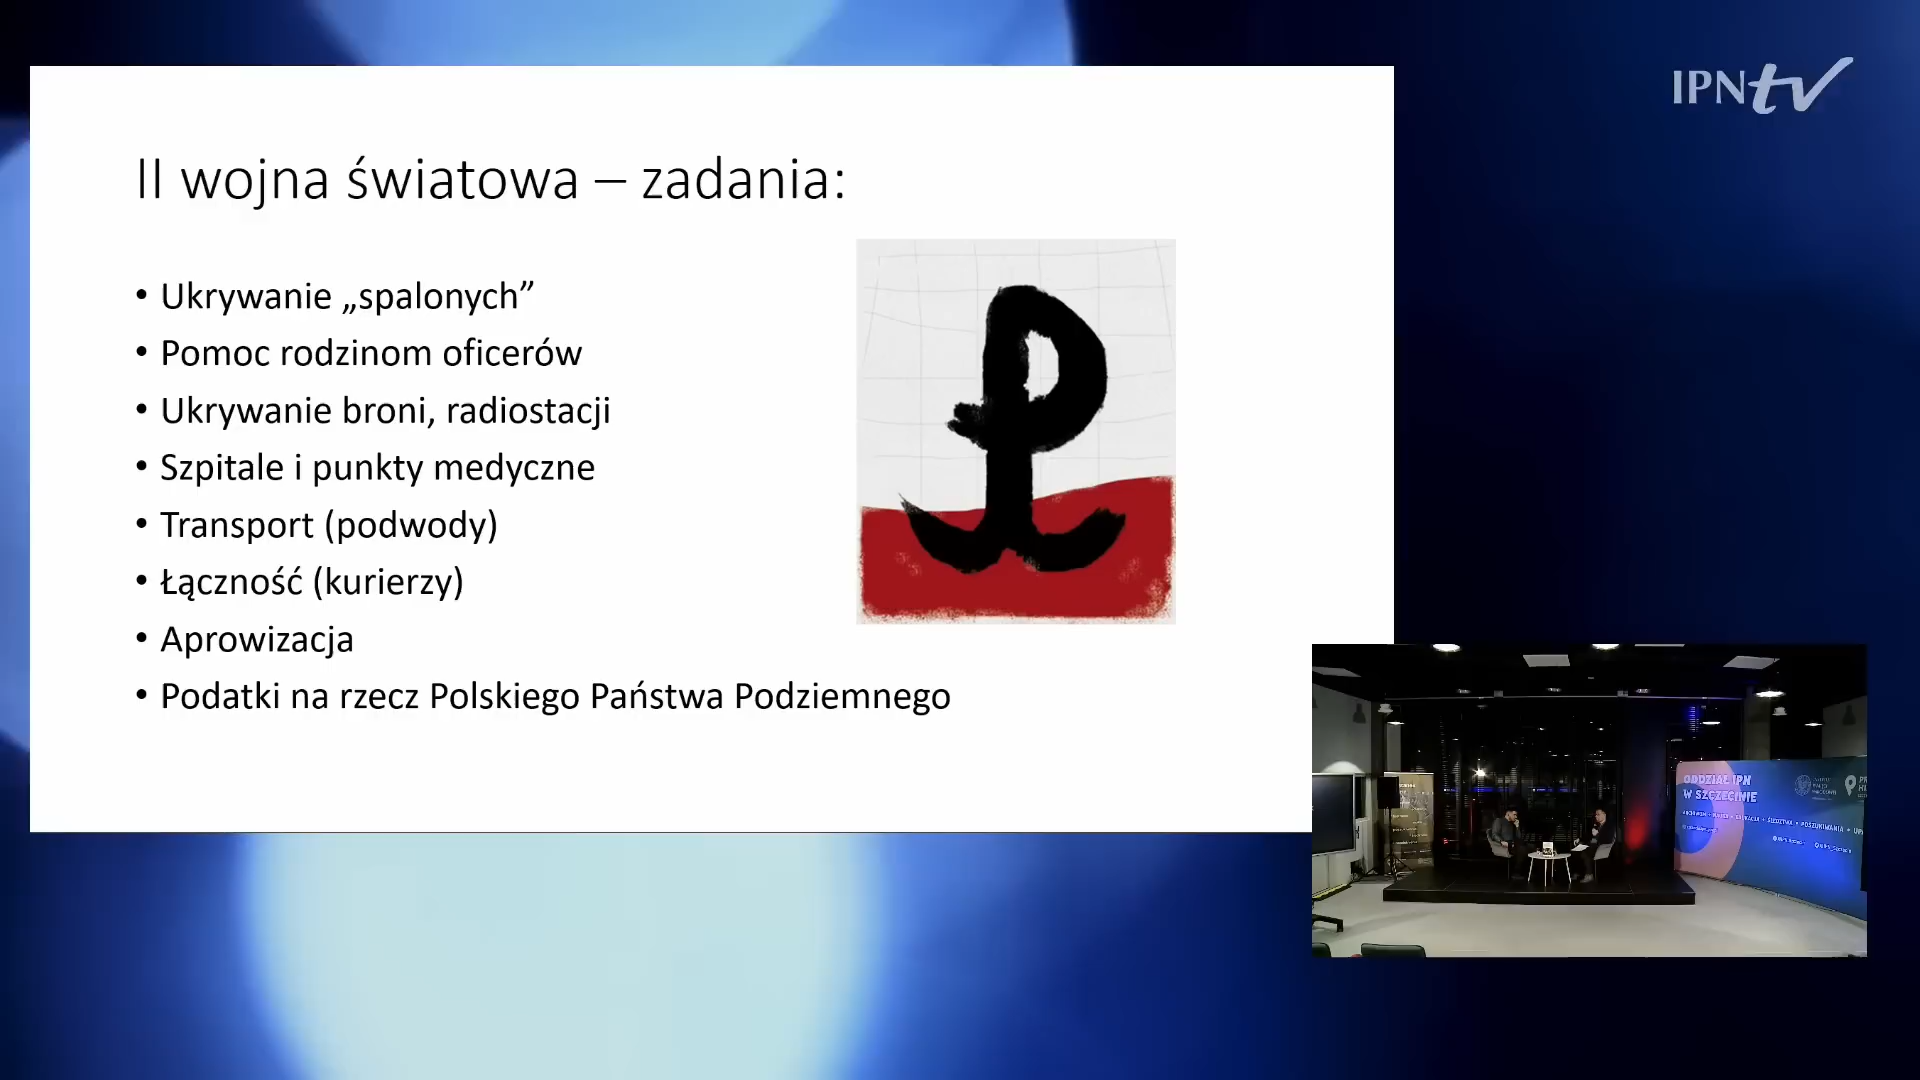 IPNtv
II wojna światowa – zadania:
• Ukrywanie „spalonych”
• Pomoc rodzinom oficerów
• Ukrywanie broni, radiostacji
• Szpitale i punkty medyczne
• Transport (podwody)
• Łączność (kurierzy)
• Aprowizacja
• Podatki na rzecz Polskiego Państwa Podziemnego
ODDZIAŁ IPN
W SZCZECINIE